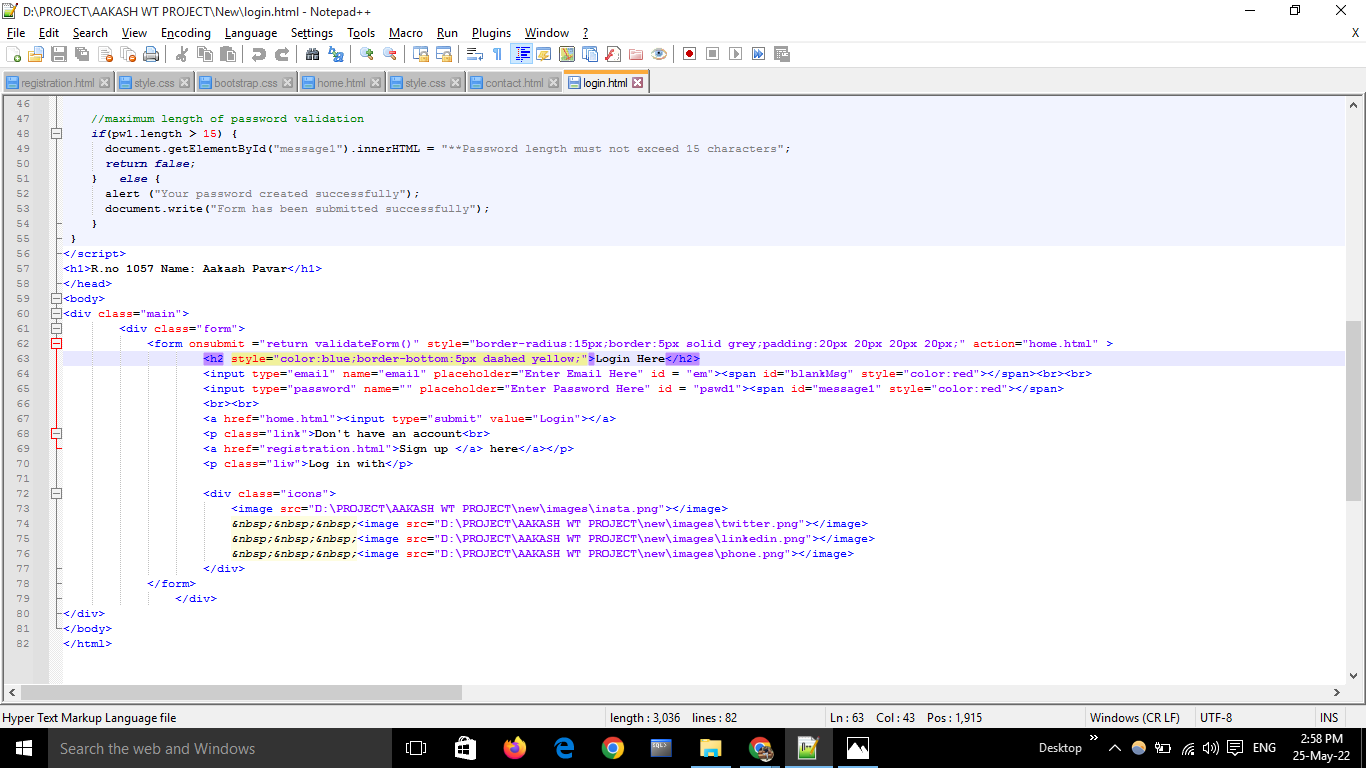 D:\PROJECT\AAKASH WT PROJECT\New\login.html - Notepad++
File Edit Search View Encoding Language Settings Tools Macro Run Plugins Window ? X
registration.html style.css bootstrap.css home.html style.css contact.html login.html
46
47 //maximum length of password validation
48 if(pw1.length > 15) {
49 document.getElementById("message1").innerHTML = "**Password length must not exceed 15 characters";
50 return false;
51 } else {
52 alert ("Your password created successfully");
53 document.write("Form has been submitted successfully");
54 }
55 }
56 </script>
57 <h1>R.no 1057 Name: Aakash Pavar</h1>
58 </head>
59 <body>
60 <div class="main">
61 <div class="form">
62 <form onsubmit ="return validateForm()" style="border-radius:15px;border:5px solid grey;padding:20px 20px 20px 20px;" action="home.html" >
63 <h2 style="color:blue;border-bottom:5px dashed yellow;">Login Here</h2>
64 <input type="email" name="email" placeholder="Enter Email Here" id = "em"><span id="blankMsg" style="color:red"></span><br><br>
65 <input type="password" name="" placeholder="Enter Password Here" id = "pswd1"><span id="message1" style="color:red"></span>
66 <br><br>
67 <a href="home.html"><input type="submit" value="Login"></a>
68 <p class="link">Don't have an account<br>
69 <a href="registration.html">Sign up </a> here</a></p>
70 <p class="liw">Log in with</p>
71
72 <div class="icons">
73 <image src="D:\PROJECT\AAKASH WT PROJECT\new\images\insta.png"></image>
74 &nbsp;&nbsp;&nbsp;<image src="D:\PROJECT\AAKASH WT PROJECT\new\images\twitter.png"></image>
75 &nbsp;&nbsp;&nbsp;<image src="D:\PROJECT\AAKASH WT PROJECT\new\images\linkedin.png"></image>
76 &nbsp;&nbsp;&nbsp;<image src="D:\PROJECT\AAKASH WT PROJECT\new\images\phone.png"></image>
77 </div>
78 </form>
79 </div>
80 </div>
81 </body>
82 </html>
Hyper Text Markup Language file length : 3,036 lines : 82 Ln : 63 Col : 43 Pos : 1,915 Windows (CR LF) UTF-8 INS
Search the web and Windows Desktop ENG 2:58 PM
25-May-22